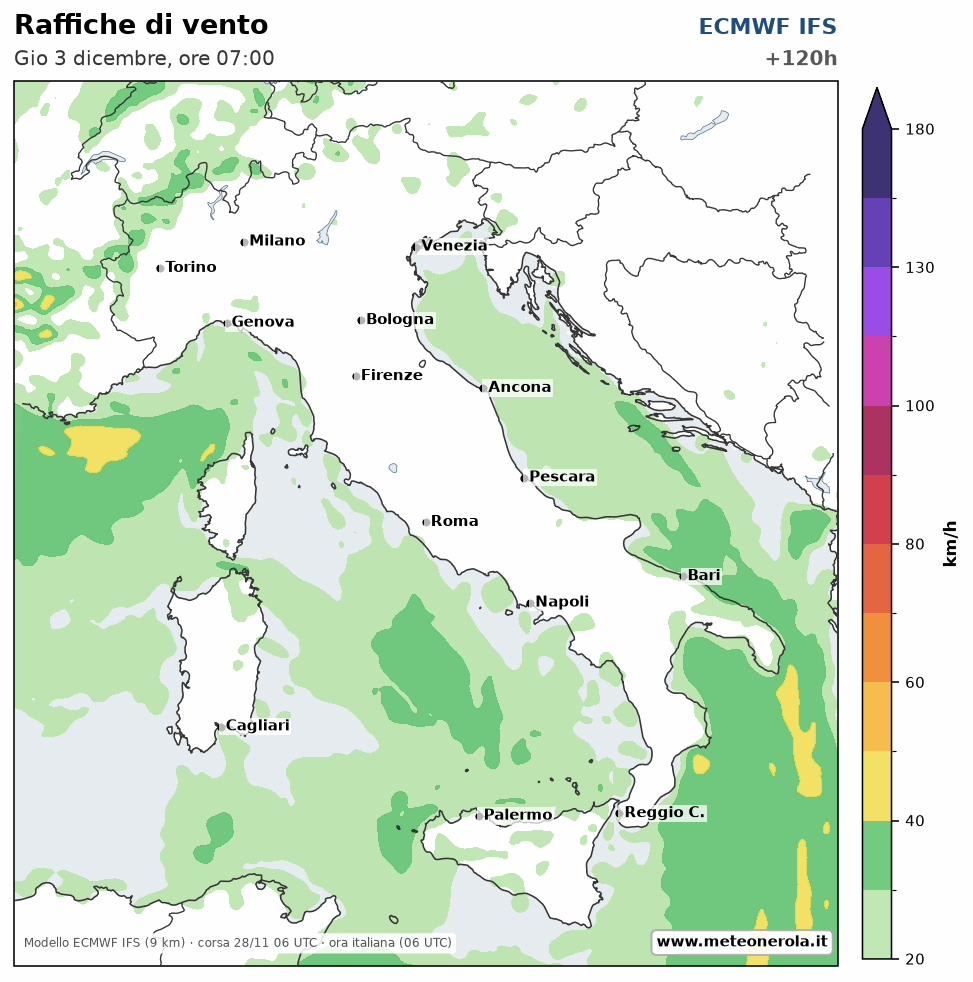 Raffiche di vento
ECMWF IFS
Gio 3 dicembre, ore 07:00
+120h
Milano
Venezia
Torino
Genova
Bologna
Firenze
Ancona
Pescara
Roma
Bari
Napoli
Cagliari
Palermo
Reggio C.
Modello ECMWF IFS (9 km) · corsa 28/11 06 UTC · ora italiana (06 UTC)
www.meteonerola.it
180
130
100
80
60
40
20
km/h